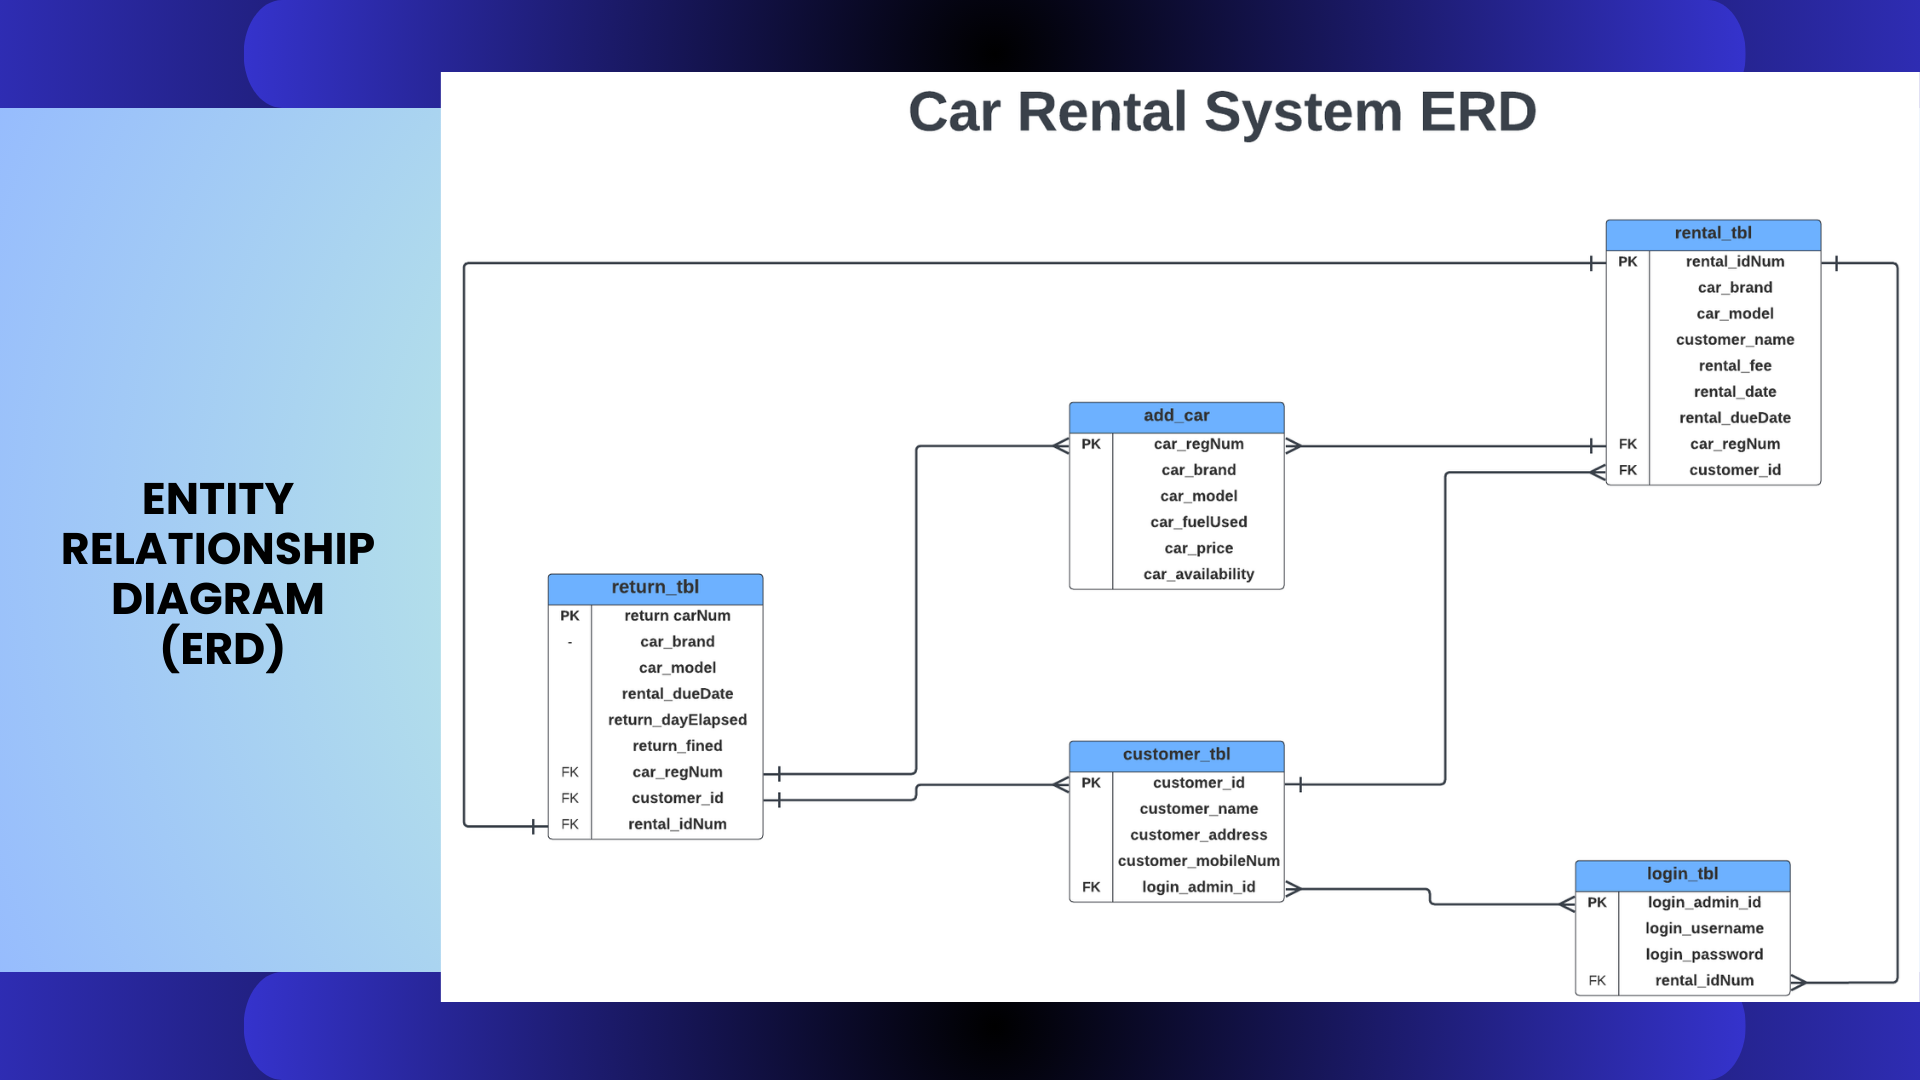 Car Rental System ERD
ENTITY
RELATIONSHIP
DIAGRAM
(ERD)
rental_tbl
PK rental_idNum
car_brand
car_model
customer_name
rental_fee
rental_date
rental_dueDate
FK car_regNum
FK customer_id
add_car
PK car_regNum
car_brand
car_model
car_fuelUsed
car_price
car_availability
return_tbl
PK return carNum
- car_brand
car_model
rental_dueDate
return_dayElapsed
return_fined
FK car_regNum
FK customer_id
FK rental_idNum
customer_tbl
PK customer_id
customer_name
customer_address
customer_mobileNum
FK login_admin_id
login_tbl
PK login_admin_id
login_username
login_password
FK rental_idNum